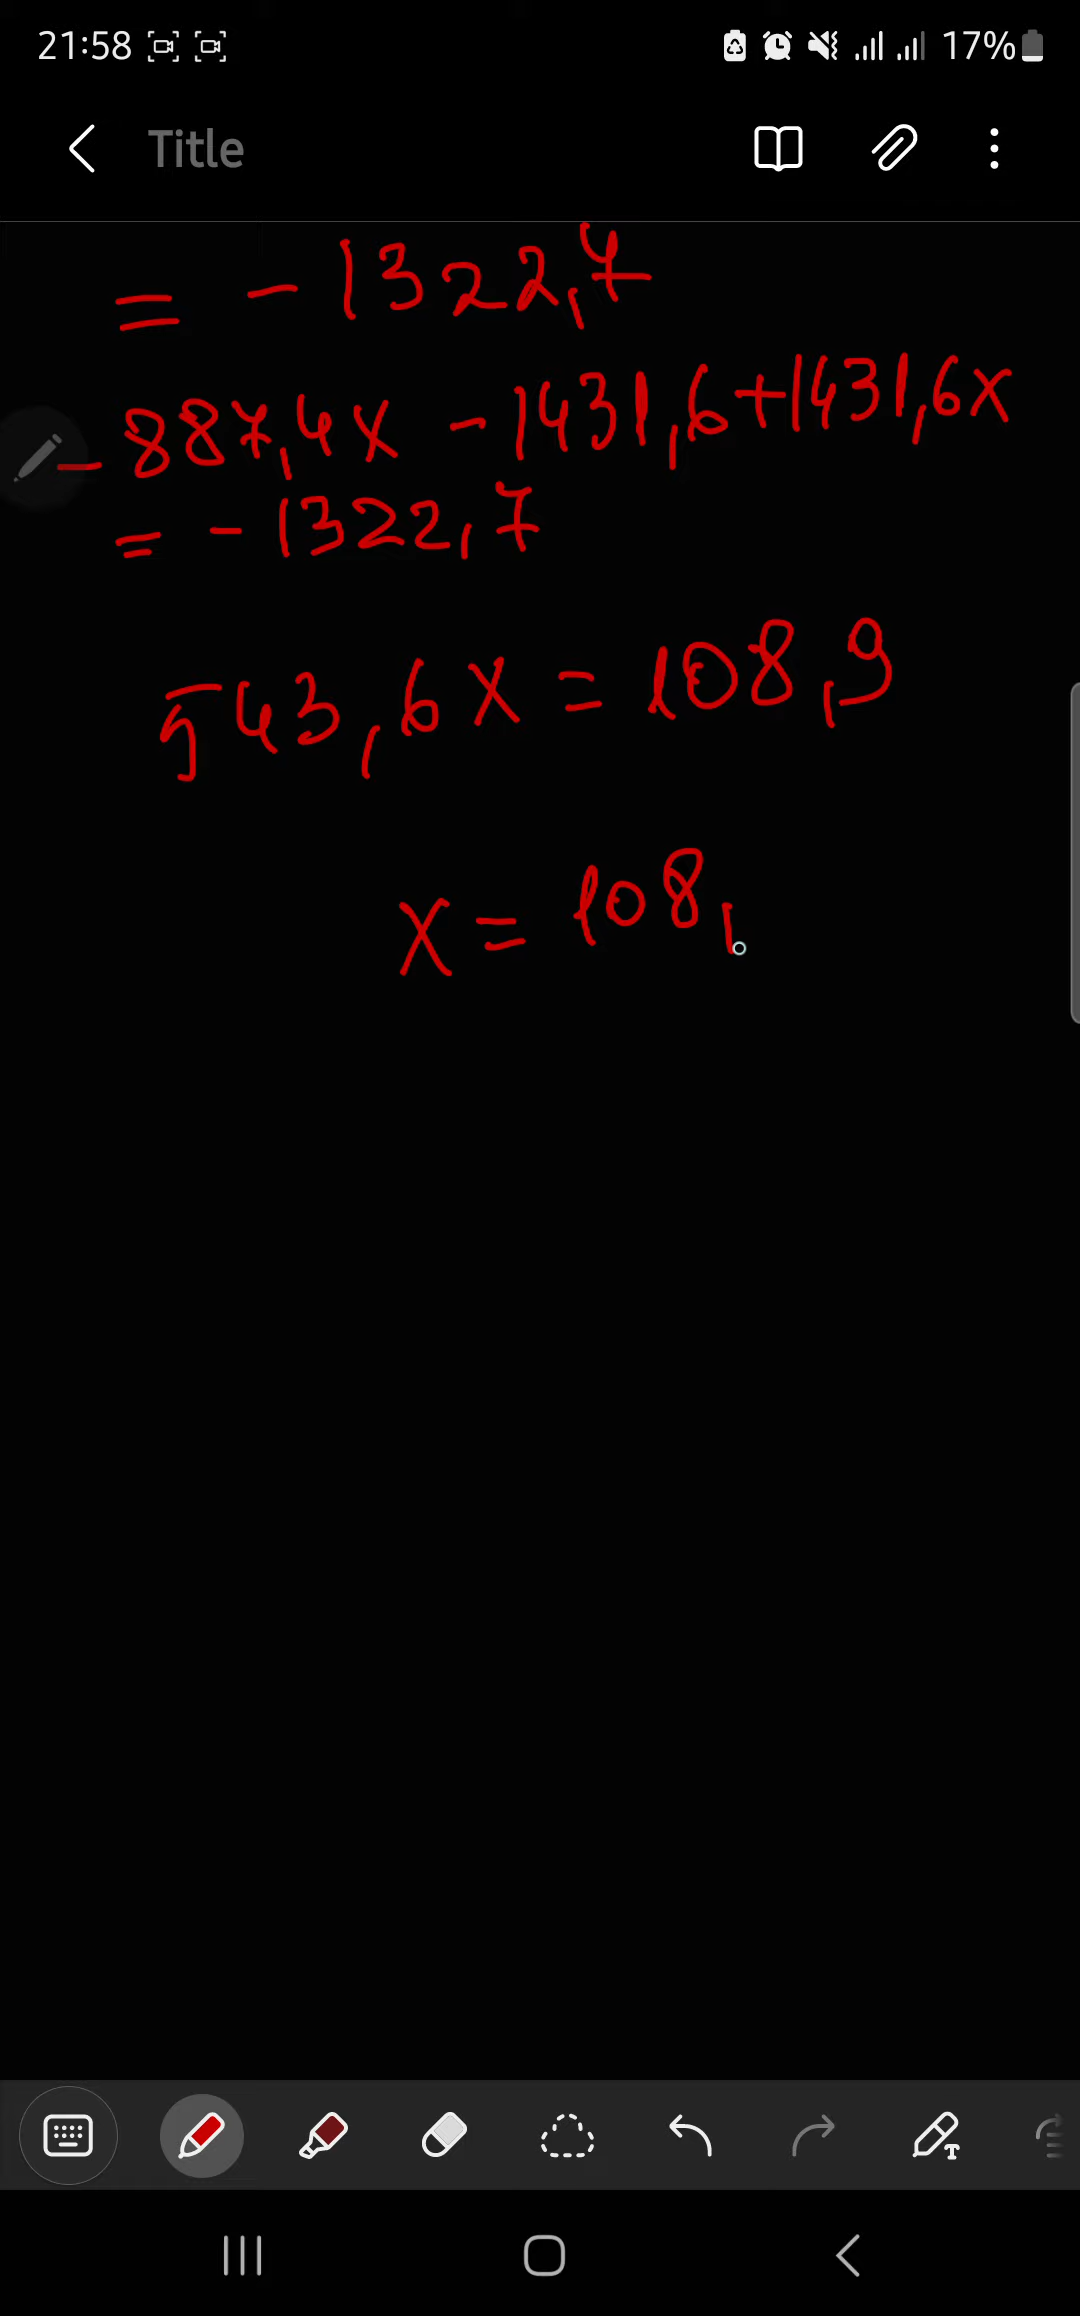 21:58 17%
Title
= -1322,7
-887,4x -1431,6+1431,6x
= -1322,7
543,6x = 108,9
x = 108,